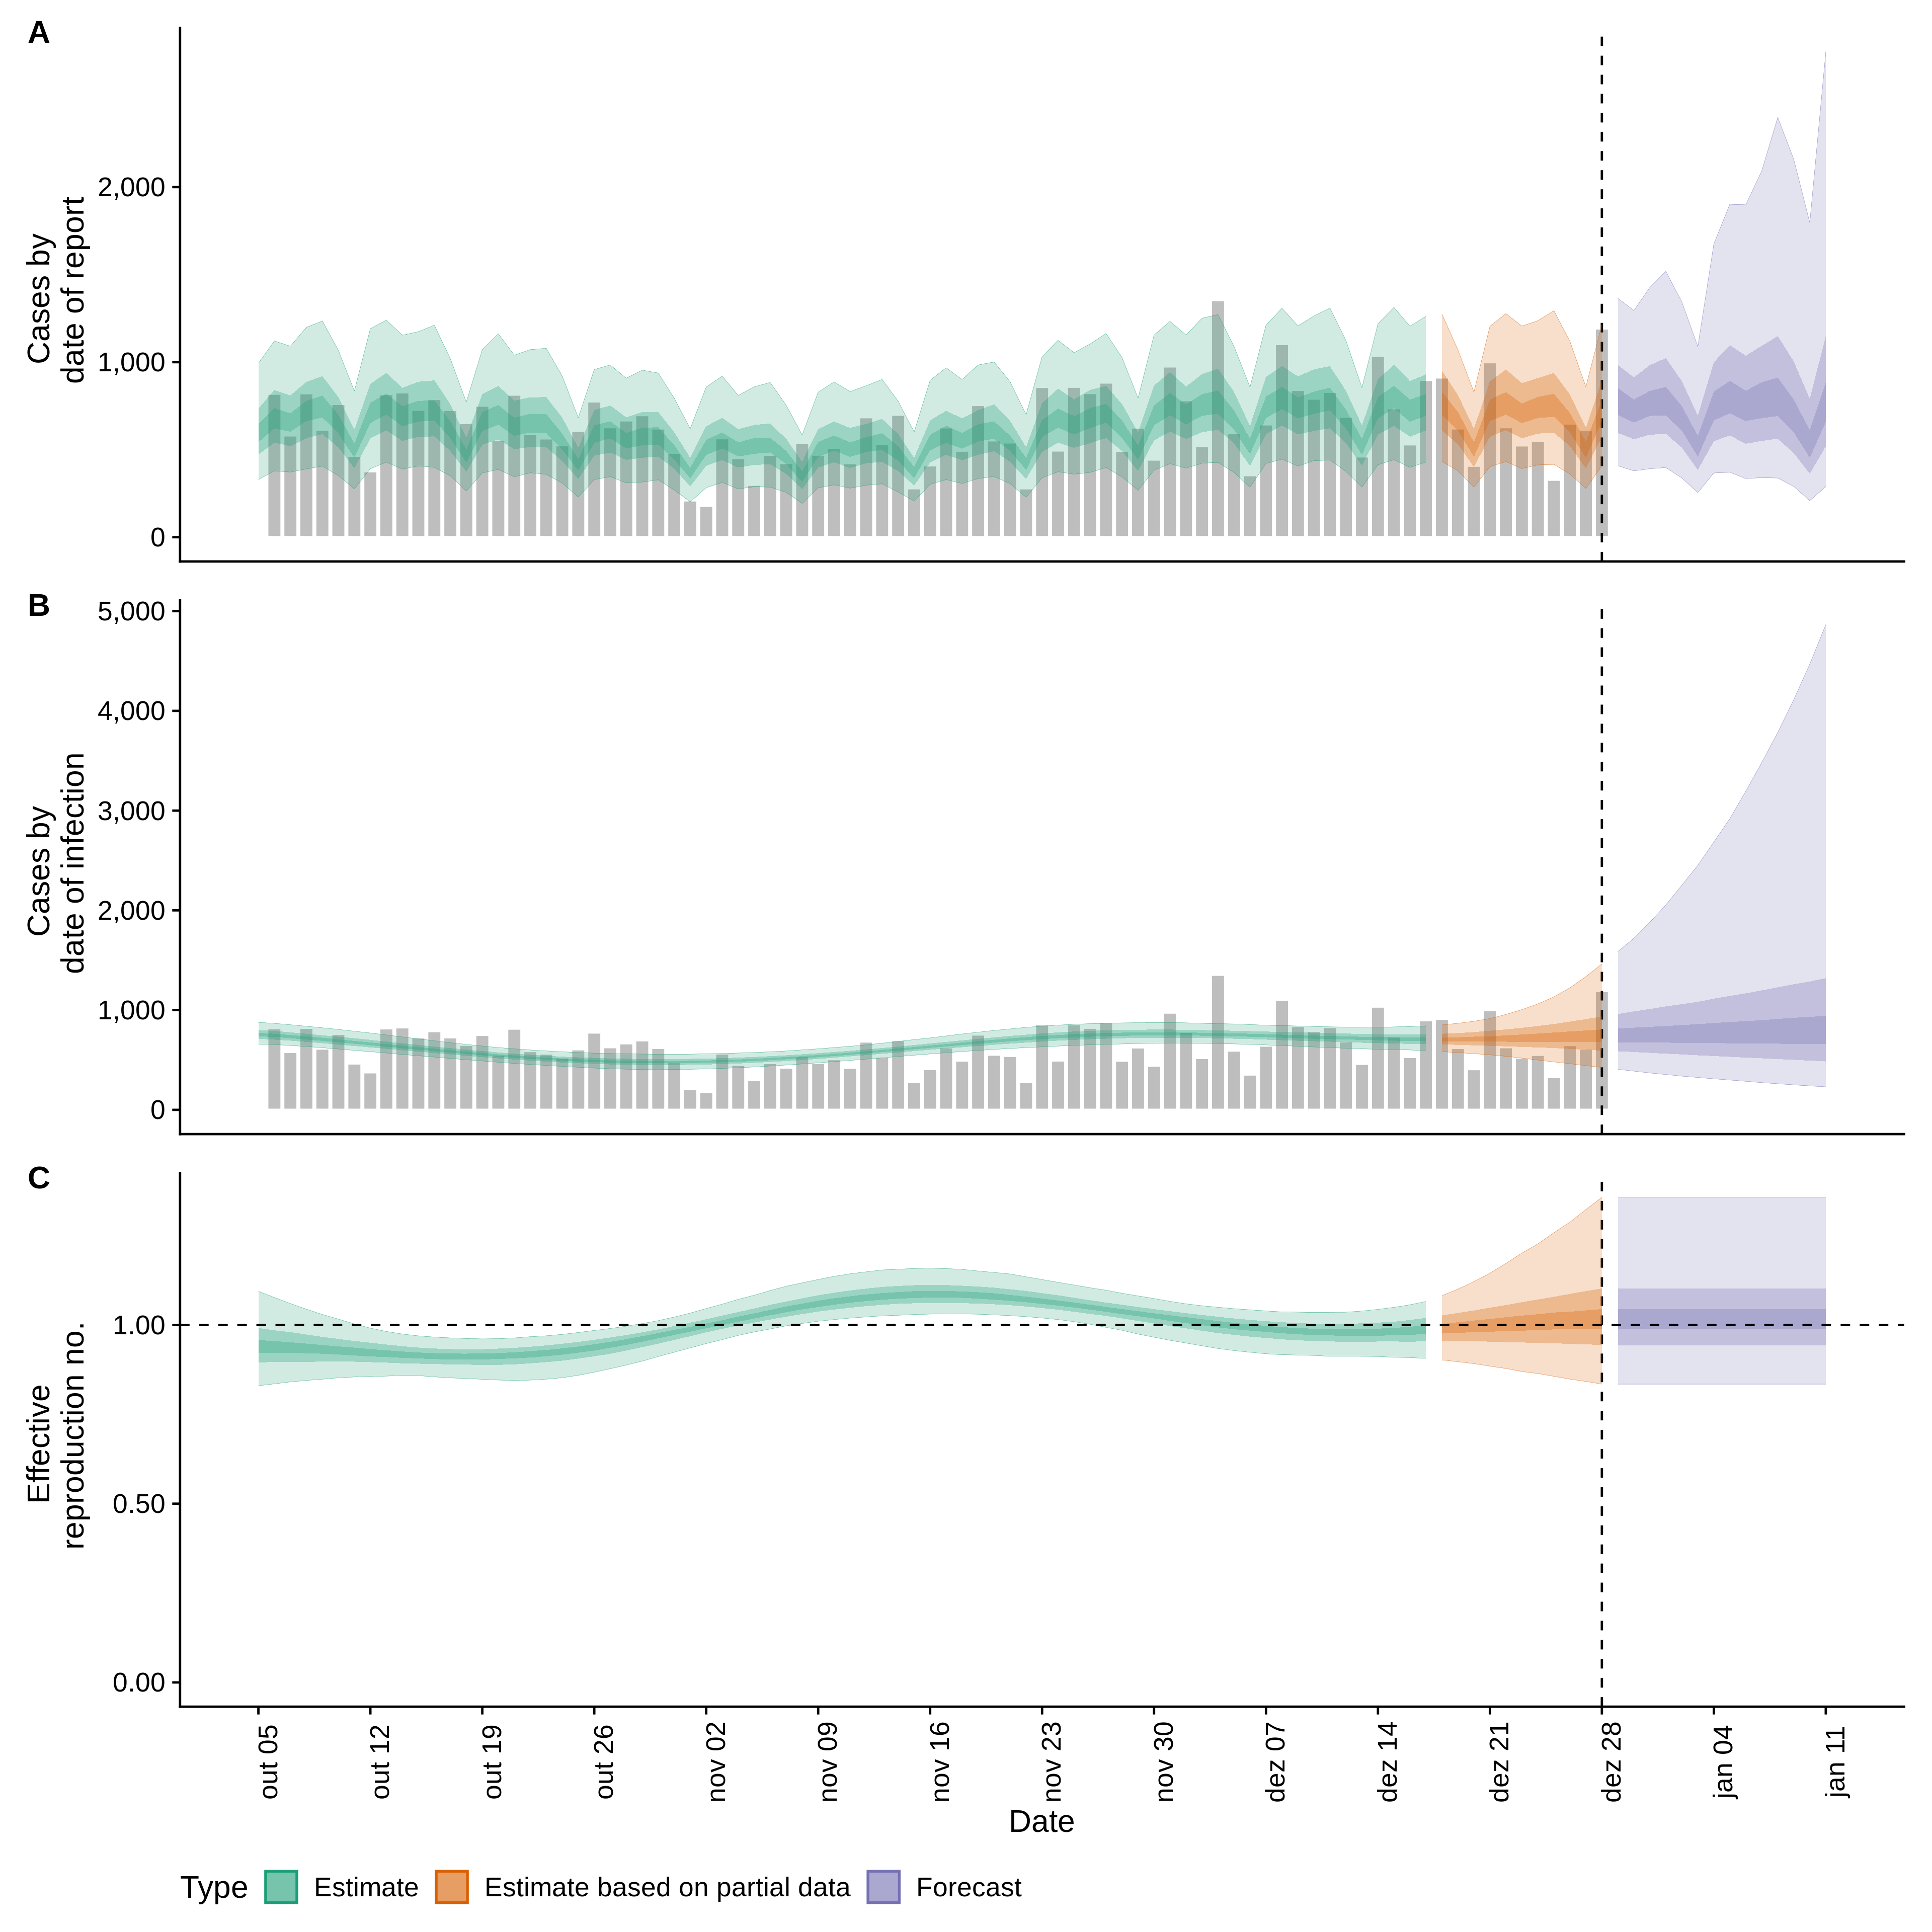 A
Cases by
date of report
2,000
1,000
0
B
Cases by
date of infection
5,000
4,000
3,000
2,000
1,000
0
C
Effective
reproduction no.
1.00
0.50
0.00
out 05
out 12
out 19
out 26
nov 02
nov 09
nov 16
nov 23
nov 30
dez 07
dez 14
dez 21
dez 28
jan 04
jan 11
Date
Type Estimate Estimate based on partial data Forecast